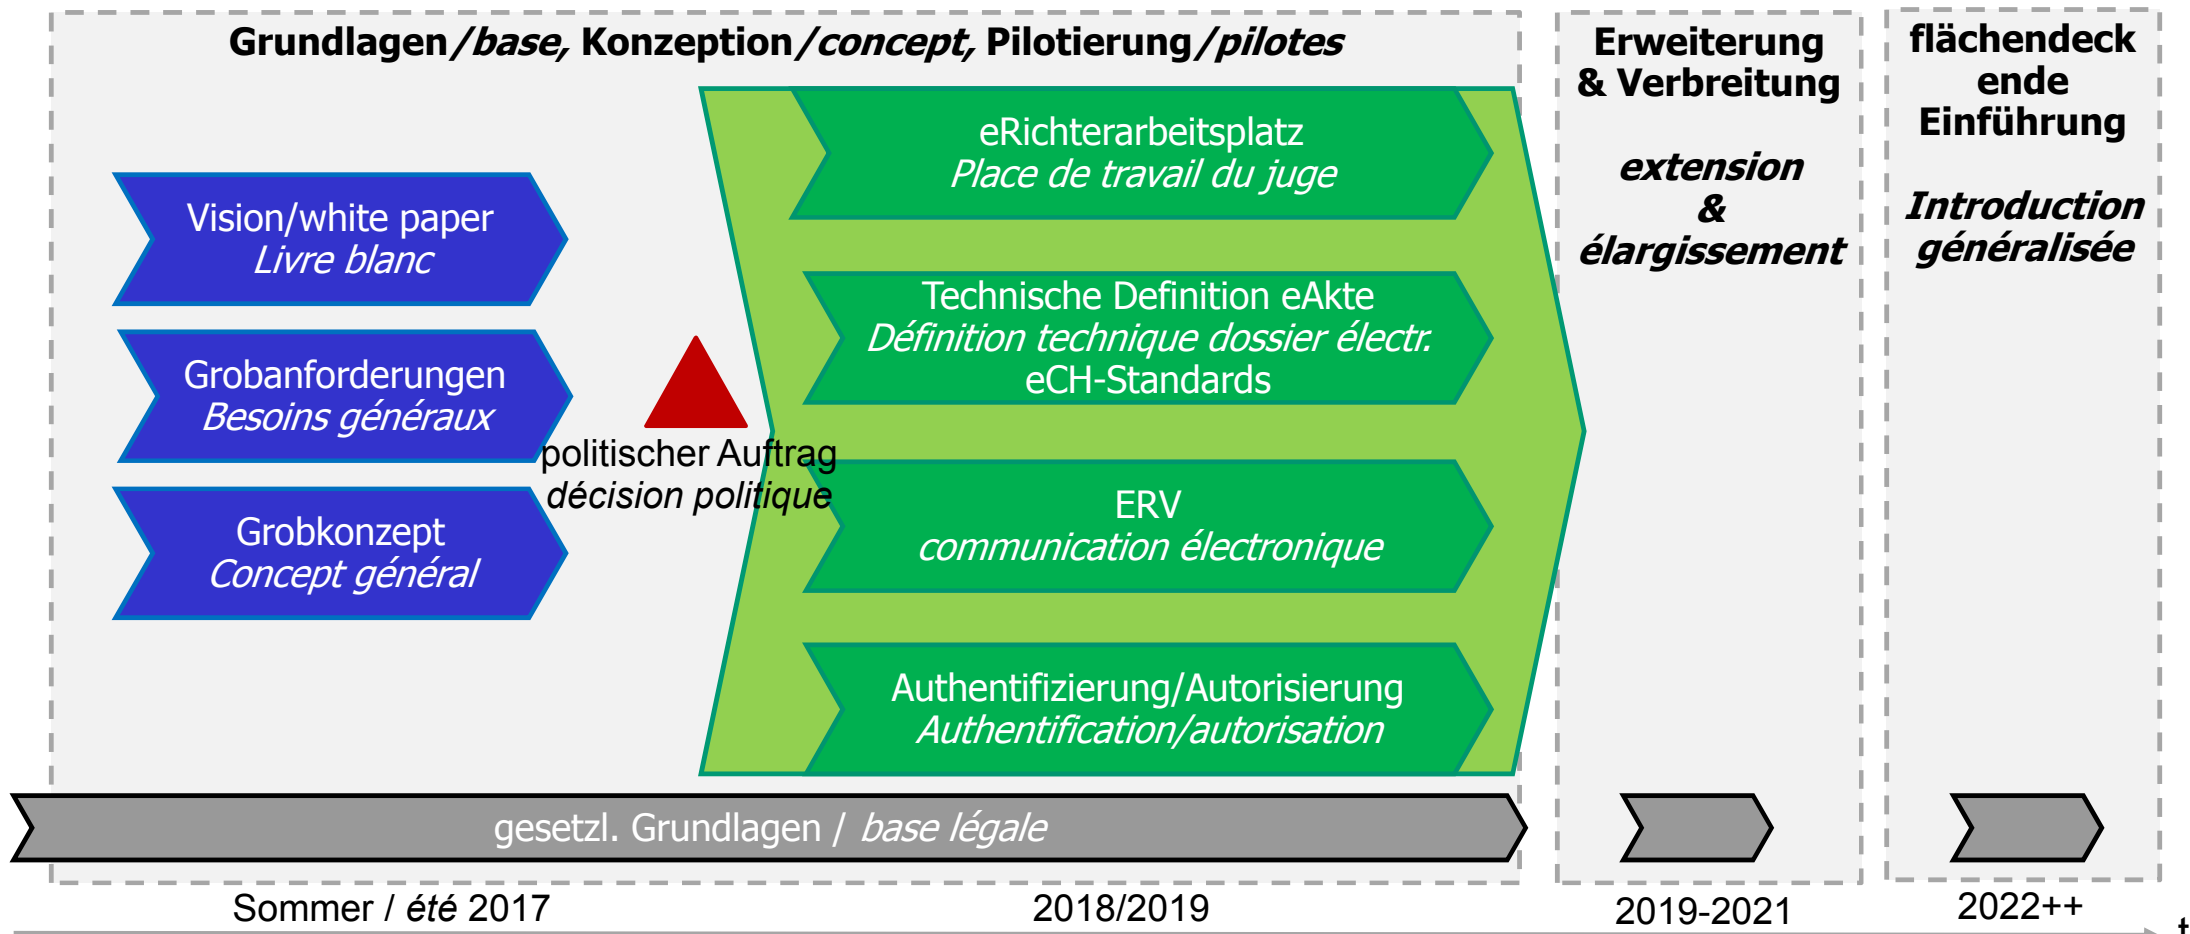 Grundlagen/base, Konzeption/concept, Pilotierung/pilotes
Vision/white paper
Livre blanc
Grobanforderungen
Besoins généraux
Grobkonzept
Concept général
politischer Auftrag
décision politique
eRichterarbeitsplatz
Place de travail du juge
Technische Definition eAkte
Définition technique dossier électr.
eCH-Standards
ERV
communication électronique
Authentifizierung/Autorisierung
Authentification/autorisation
Erweiterung
& Verbreitung
extension
&
élargissement
flächendeck
ende
Einführung
Introduction
généralisée
gesetzl. Grundlagen / base légale
Sommer / été 2017
2018/2019
2019-2021
2022++
t